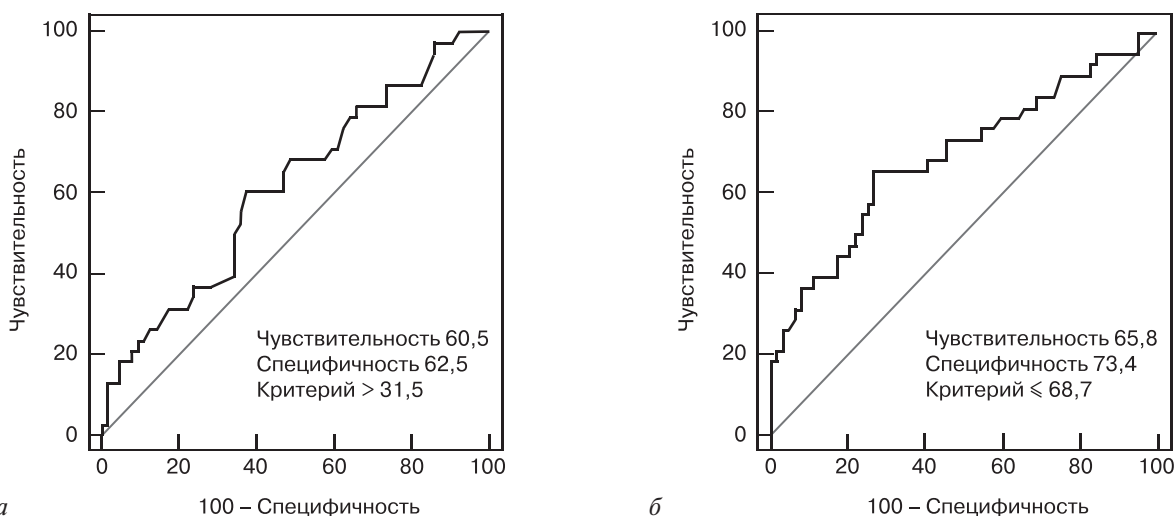 100
80
60
40
20
0
Чувствительность
Чувствительность 60,5
Специфичность 62,5
Критерий > 31,5
0 20 40 60 80 100
100 – Специфичность
а
100
80
60
40
20
0
Чувствительность
Чувствительность 65,8
Специфичность 73,4
Критерий ⩽ 68,7
0 20 40 60 80 100
100 – Специфичность
б